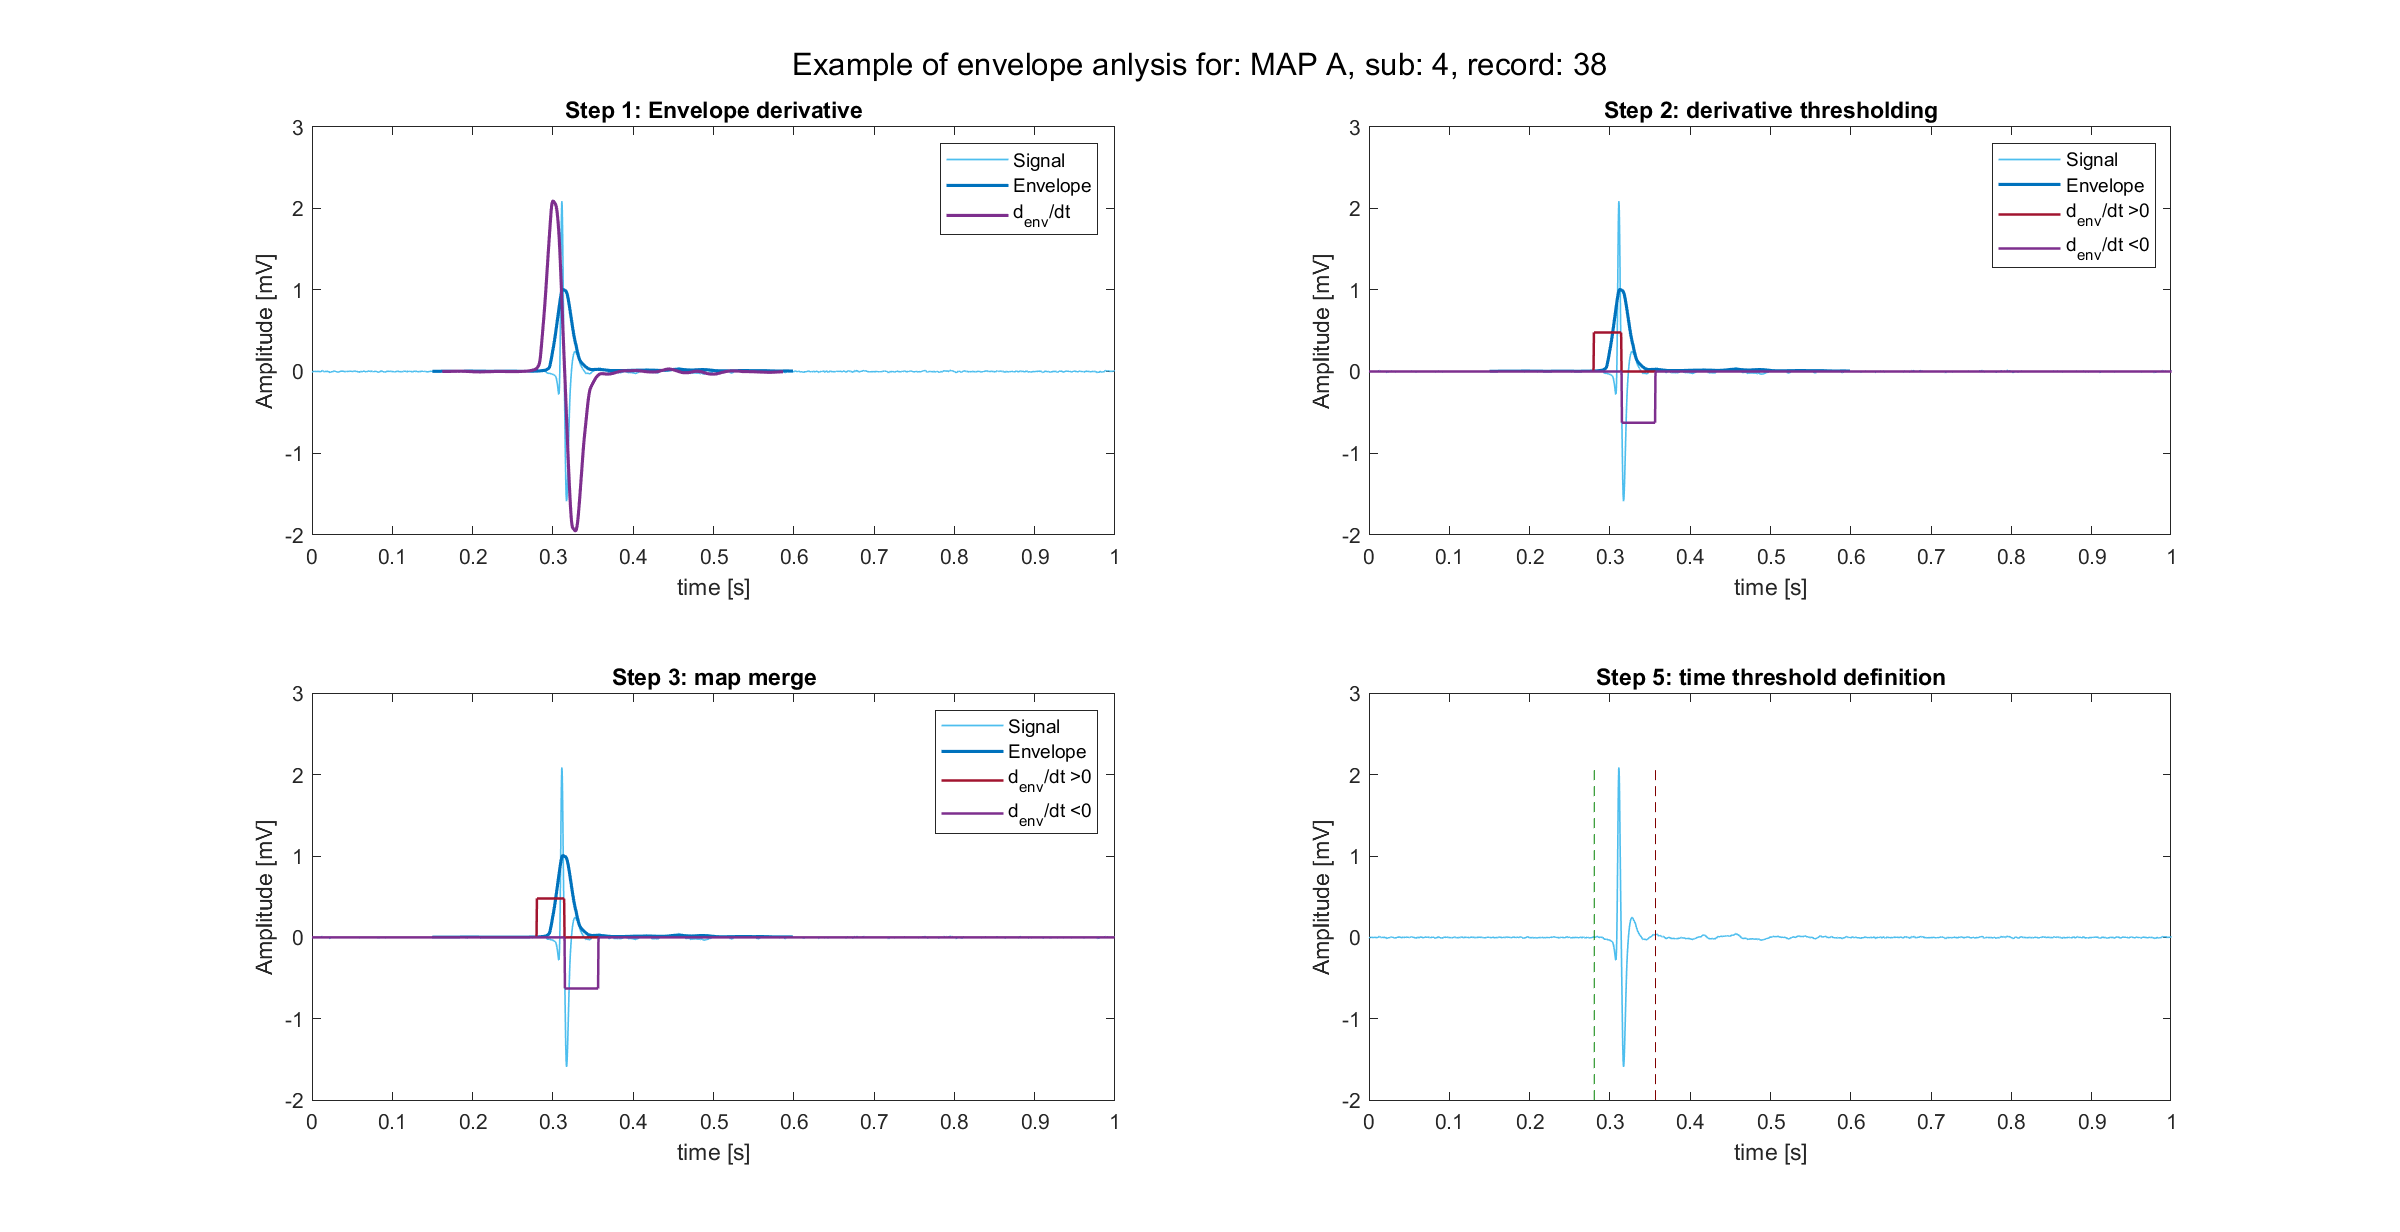 Example of envelope anlysis for: MAP A, sub: 4, record: 38
Step 1: Envelope derivative
3
2
1
0
-1
-2
Amplitude [mV]
0 0.1 0.2 0.3 0.4 0.5 0.6 0.7 0.8 0.9 1
time [s]
Signal
Envelope
d_env/dt
Step 2: derivative thresholding
3
2
1
0
-1
-2
Amplitude [mV]
0 0.1 0.2 0.3 0.4 0.5 0.6 0.7 0.8 0.9 1
time [s]
Signal
Envelope
d_env/dt >0
d_env/dt <0
Step 3: map merge
3
2
1
0
-1
-2
Amplitude [mV]
0 0.1 0.2 0.3 0.4 0.5 0.6 0.7 0.8 0.9 1
time [s]
Signal
Envelope
d_env/dt >0
d_env/dt <0
Step 5: time threshold definition
3
2
1
0
-1
-2
Amplitude [mV]
0 0.1 0.2 0.3 0.4 0.5 0.6 0.7 0.8 0.9 1
time [s]